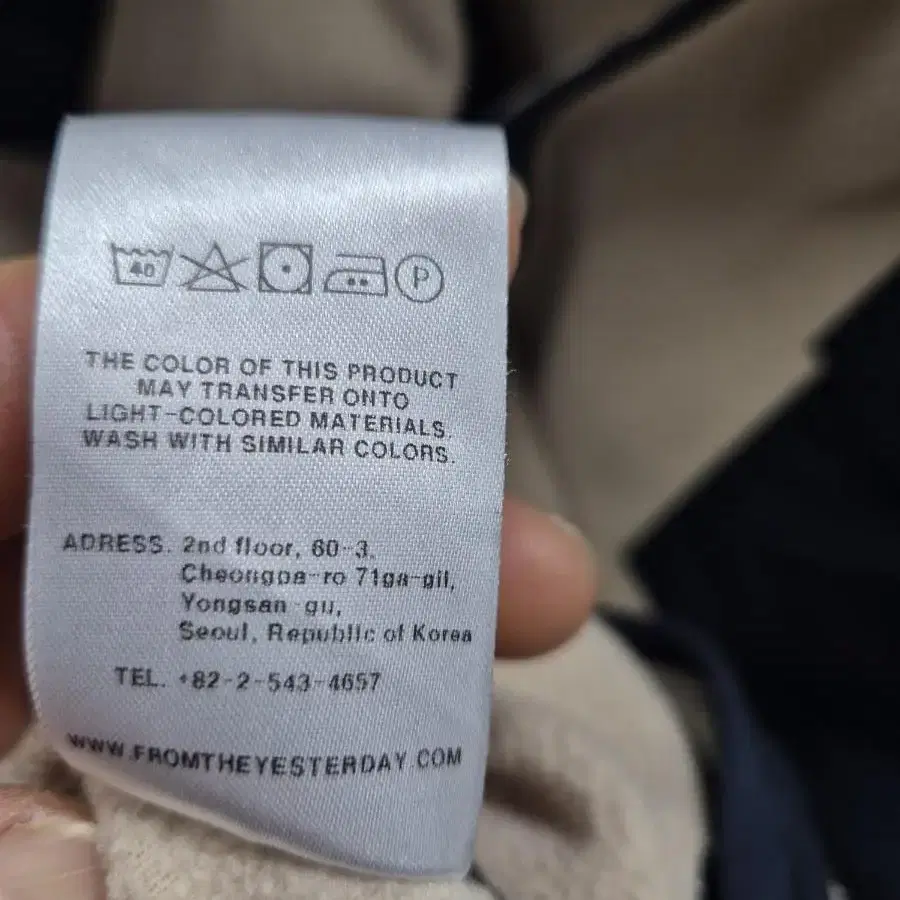 40 P
THE COLOR OF THIS PRODUCT
MAY TRANSFER ONTO
LIGHT-COLORED MATERIALS.
WASH WITH SIMILAR COLORS.
ADRESS. 2nd floor, 60-3,
Cheongpa-ro 71ga-gil,
Yongsan-gu,
Seoul, Republic of Korea
TEL. +82-2-543-4657
WWW.FROMTHEYESTERDAY.COM